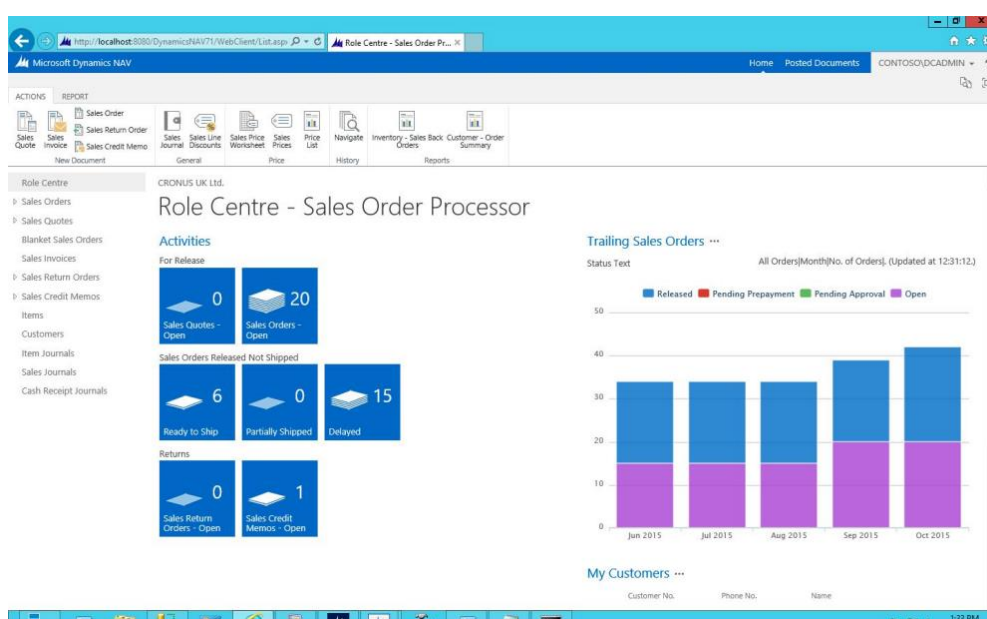 http://localhost:8080/DynamicsNAV71/WebClient/List.asp
Role Centre - Sales Order Pr...
Microsoft Dynamics NAV
Home Posted Documents CONTOSO\DCADMIN
ACTIONS REPORT
Sales Quote
Sales Invoice
Sales Order
Sales Return Order
Sales Credit Memo
Sales Journal
Sales Line Discounts
Sales Price Worksheet
Sales Prices
Price List
Navigate
Inventory - Sales Back Orders
Customer - Order Summary
New Document General Price History Reports
Role Centre
Sales Orders
Sales Quotes
Blanket Sales Orders
Sales Invoices
Sales Return Orders
Sales Credit Memos
Items
Customers
Item Journals
Sales Journals
Cash Receipt Journals
CRONUS UK Ltd.
Role Centre - Sales Order Processor
Activities
For Release
0
Sales Quotes -
Open
20
Sales Orders -
Open
Sales Orders Released Not Shipped
6
Ready to Ship
0
Partially Shipped
15
Delayed
Returns
0
Sales Return
Orders - Open
1
Sales Credit
Memos - Open
Trailing Sales Orders ...
Status Text All Orders|Month|No. of Orders|. (Updated at 12:31:12.)
Released Pending Prepayment Pending Approval Open
50
40
30
20
10
0
Jun 2015 Jul 2015 Aug 2015 Sep 2015 Oct 2015
My Customers ...
Customer No. Phone No. Name
1:33 PM